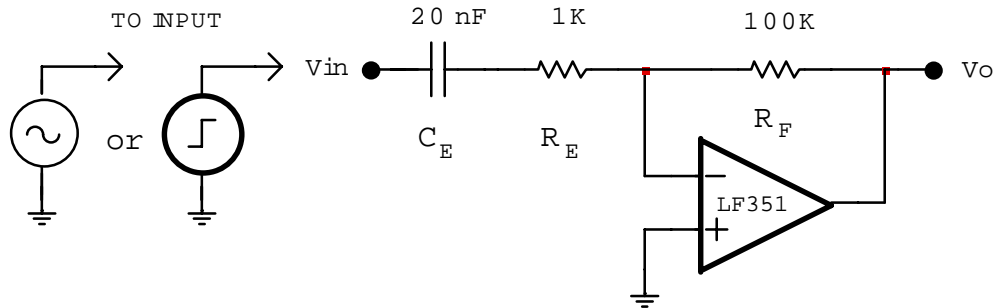 TO INPUT
20 nF
1K
100K
Vin
Vo
or
C_E
R_E
R_F
LF351